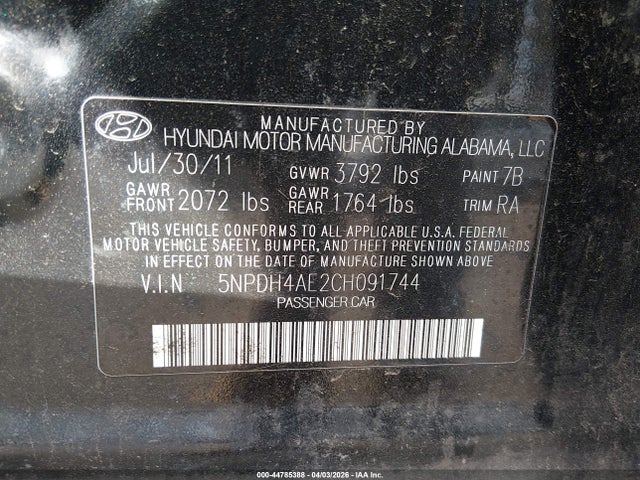 MANUFACTURED BY
HYUNDAI MOTOR MANUFACTURING ALABAMA, LLC
Jul/30/11 GVWR 3792 lbs PAINT 7B
GAWR FRONT 2072 lbs GAWR REAR 1764 lbs TRIM RA
THIS VEHICLE CONFORMS TO ALL APPLICABLE U.S.A. FEDERAL
MOTOR VEHICLE SAFETY, BUMPER, AND THEFT PREVENTION STANDARDS
IN EFFECT ON THE DATE OF MANUFACTURE SHOWN ABOVE
V.I.N 5NPDH4AE2CH091744
PASSENGER CAR
000-44785388 - 04/03/2026 - IAA Inc.